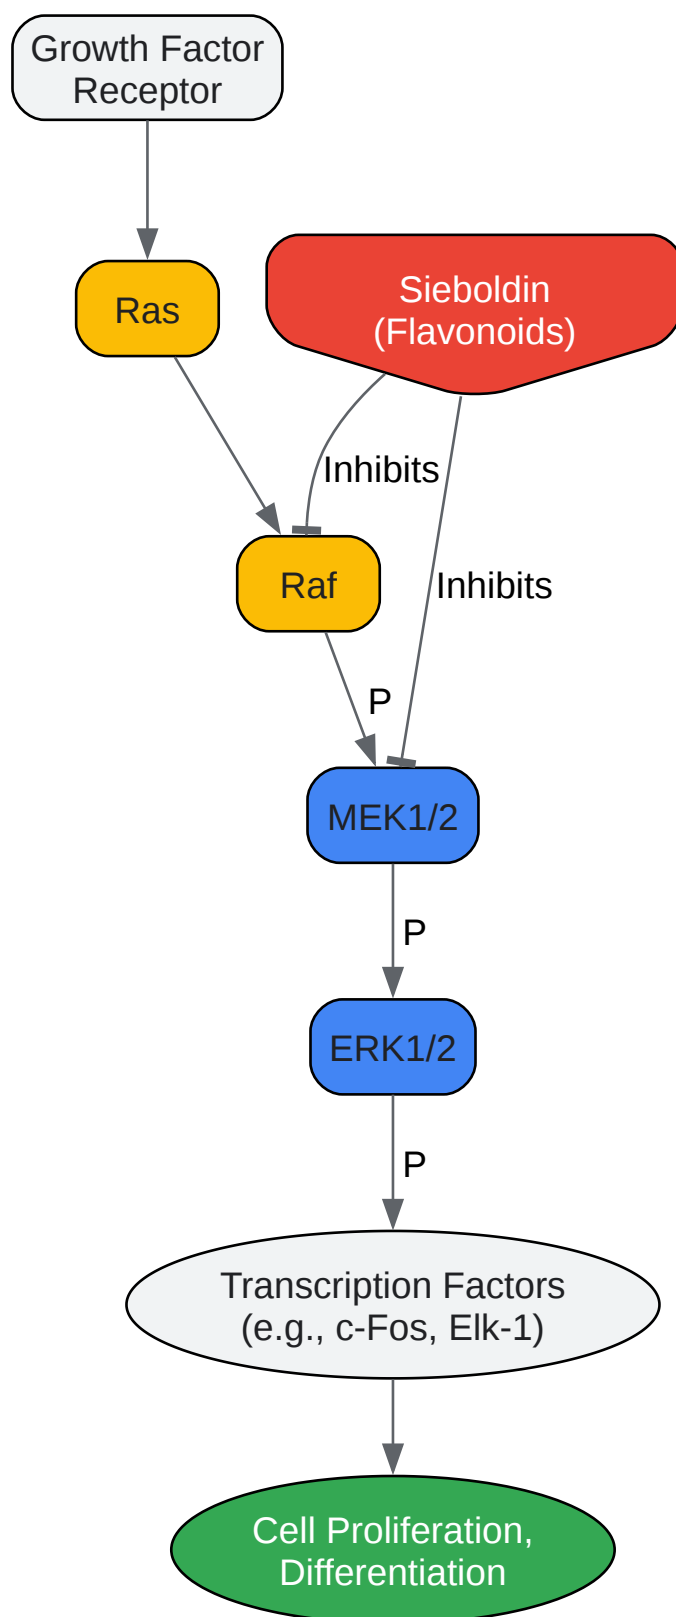 Growth Factor
Receptor
Ras
Sieboldin
(Flavonoids)
Inhibits
Raf
Inhibits
P
MEK1/2
P
ERK1/2
P
Transcription Factors
(e.g., c-Fos, Elk-1)
Cell Proliferation,
Differentiation